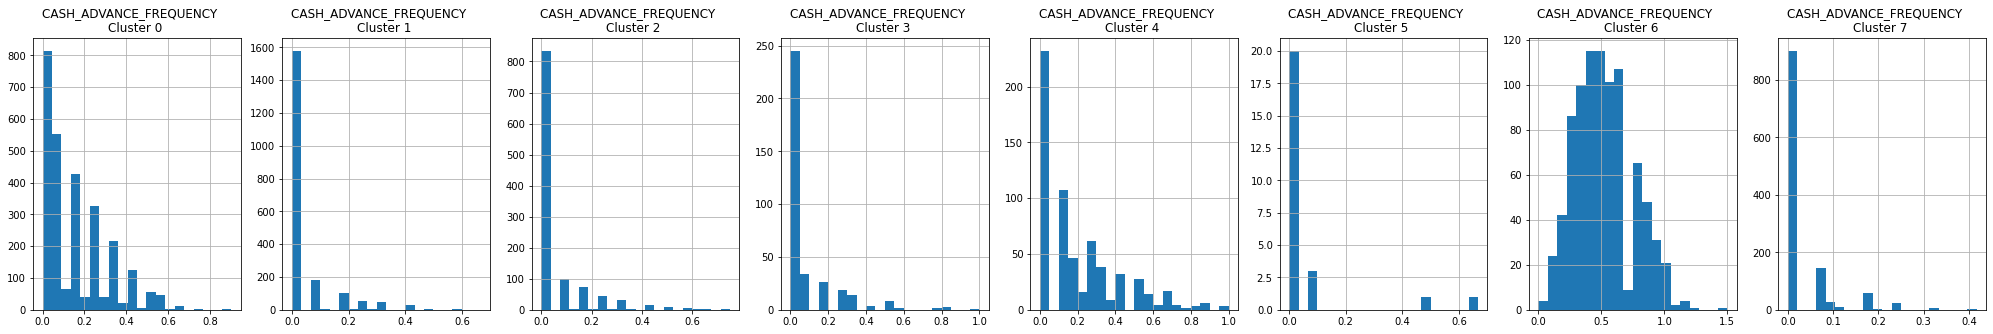 CASH_ADVANCE_FREQUENCY
Cluster 0
800
700
600
500
400
300
200
100
0
0.0 0.2 0.4 0.6 0.8
CASH_ADVANCE_FREQUENCY
Cluster 1
1600
1400
1200
1000
800
600
400
200
0
0.0 0.2 0.4 0.6
CASH_ADVANCE_FREQUENCY
Cluster 2
800
700
600
500
400
300
200
100
0
0.0 0.2 0.4 0.6
CASH_ADVANCE_FREQUENCY
Cluster 3
250
200
150
100
50
0
0.0 0.2 0.4 0.6 0.8 1.0
CASH_ADVANCE_FREQUENCY
Cluster 4
200
150
100
50
0
0.0 0.2 0.4 0.6 0.8 1.0
CASH_ADVANCE_FREQUENCY
Cluster 5
20.0
17.5
15.0
12.5
10.0
7.5
5.0
2.5
0.0
0.0 0.2 0.4 0.6
CASH_ADVANCE_FREQUENCY
Cluster 6
120
100
80
60
40
20
0
0.0 0.5 1.0 1.5
CASH_ADVANCE_FREQUENCY
Cluster 7
800
600
400
200
0
0.0 0.1 0.2 0.3 0.4